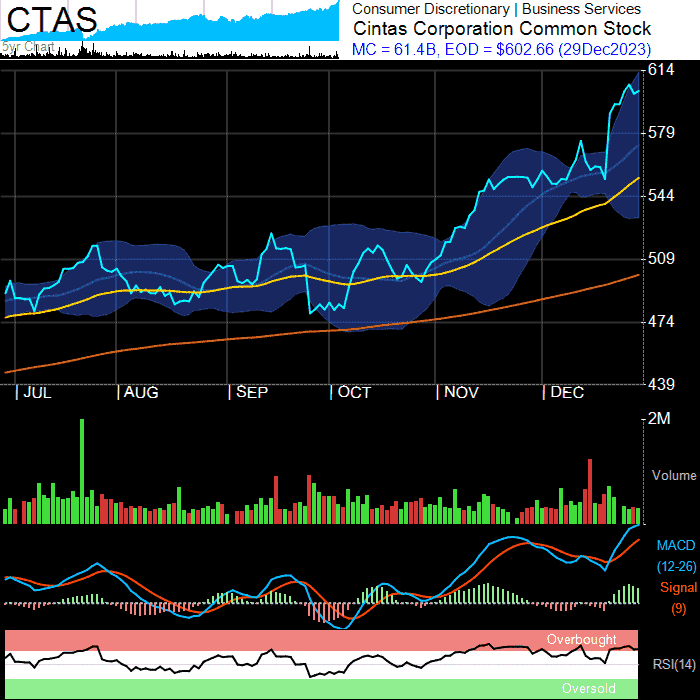 CTAS
5yr Chart
Consumer Discretionary | Business Services
Cintas Corporation Common Stock
MC = 61.4B, EOD = $602.66 (29Dec2023)
614
579
544
509
474
439
JUL AUG SEP OCT NOV DEC
2M
Volume
MACD
(12-26)
Signal
(9)
Overbought
RSI(14)
Oversold